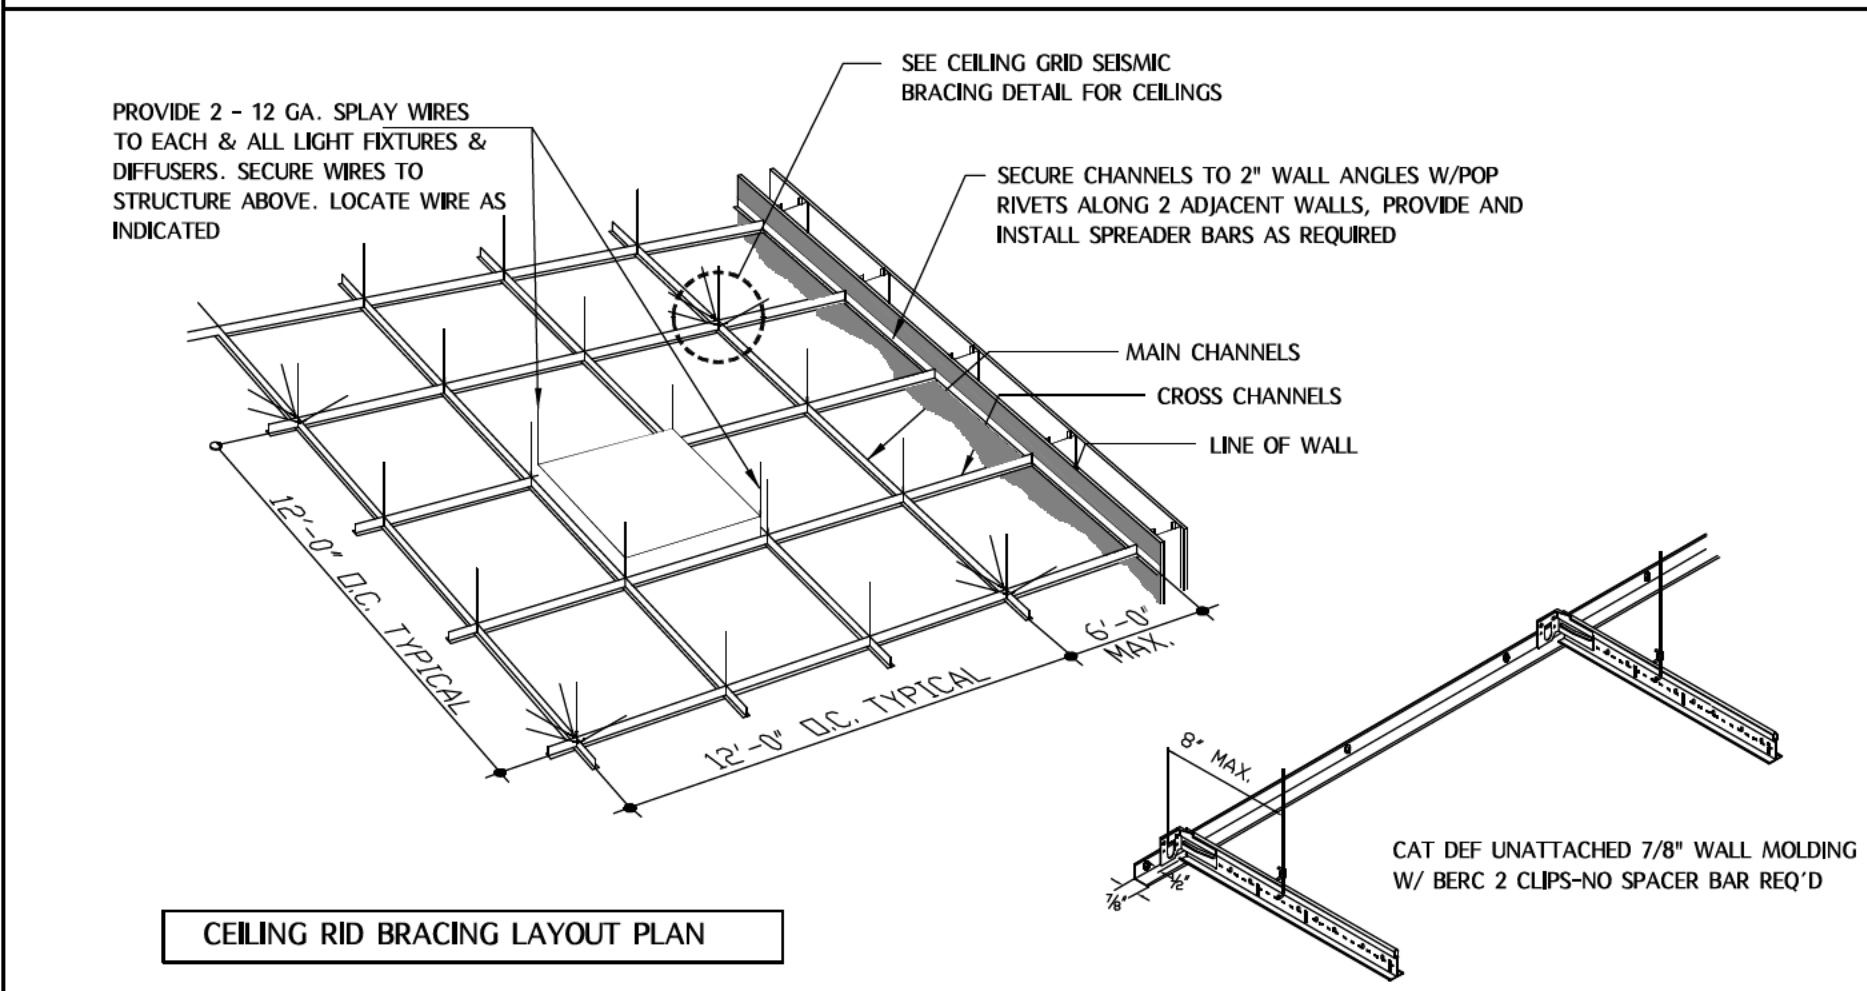 SEE CEILING GRID SEISMIC
BRACING DETAIL FOR CEILINGS
PROVIDE 2 - 12 GA. SPLAY WIRES
TO EACH & ALL LIGHT FIXTURES &
DIFFUSERS. SECURE WIRES TO
STRUCTURE ABOVE. LOCATE WIRE AS
INDICATED
SECURE CHANNELS TO 2" WALL ANGLES W/POP
RIVETS ALONG 2 ADJACENT WALLS, PROVIDE AND
INSTALL SPREADER BARS AS REQUIRED
MAIN CHANNELS
CROSS CHANNELS
LINE OF WALL
12'-0" O.C. TYPICAL
12'-0" O.C. TYPICAL
6'-0"
MAX.
8" MAX.
1/2"
7/8"
CAT DEF UNATTACHED 7/8" WALL MOLDING
W/ BERC 2 CLIPS-NO SPACER BAR REQ'D
CEILING RID BRACING LAYOUT PLAN